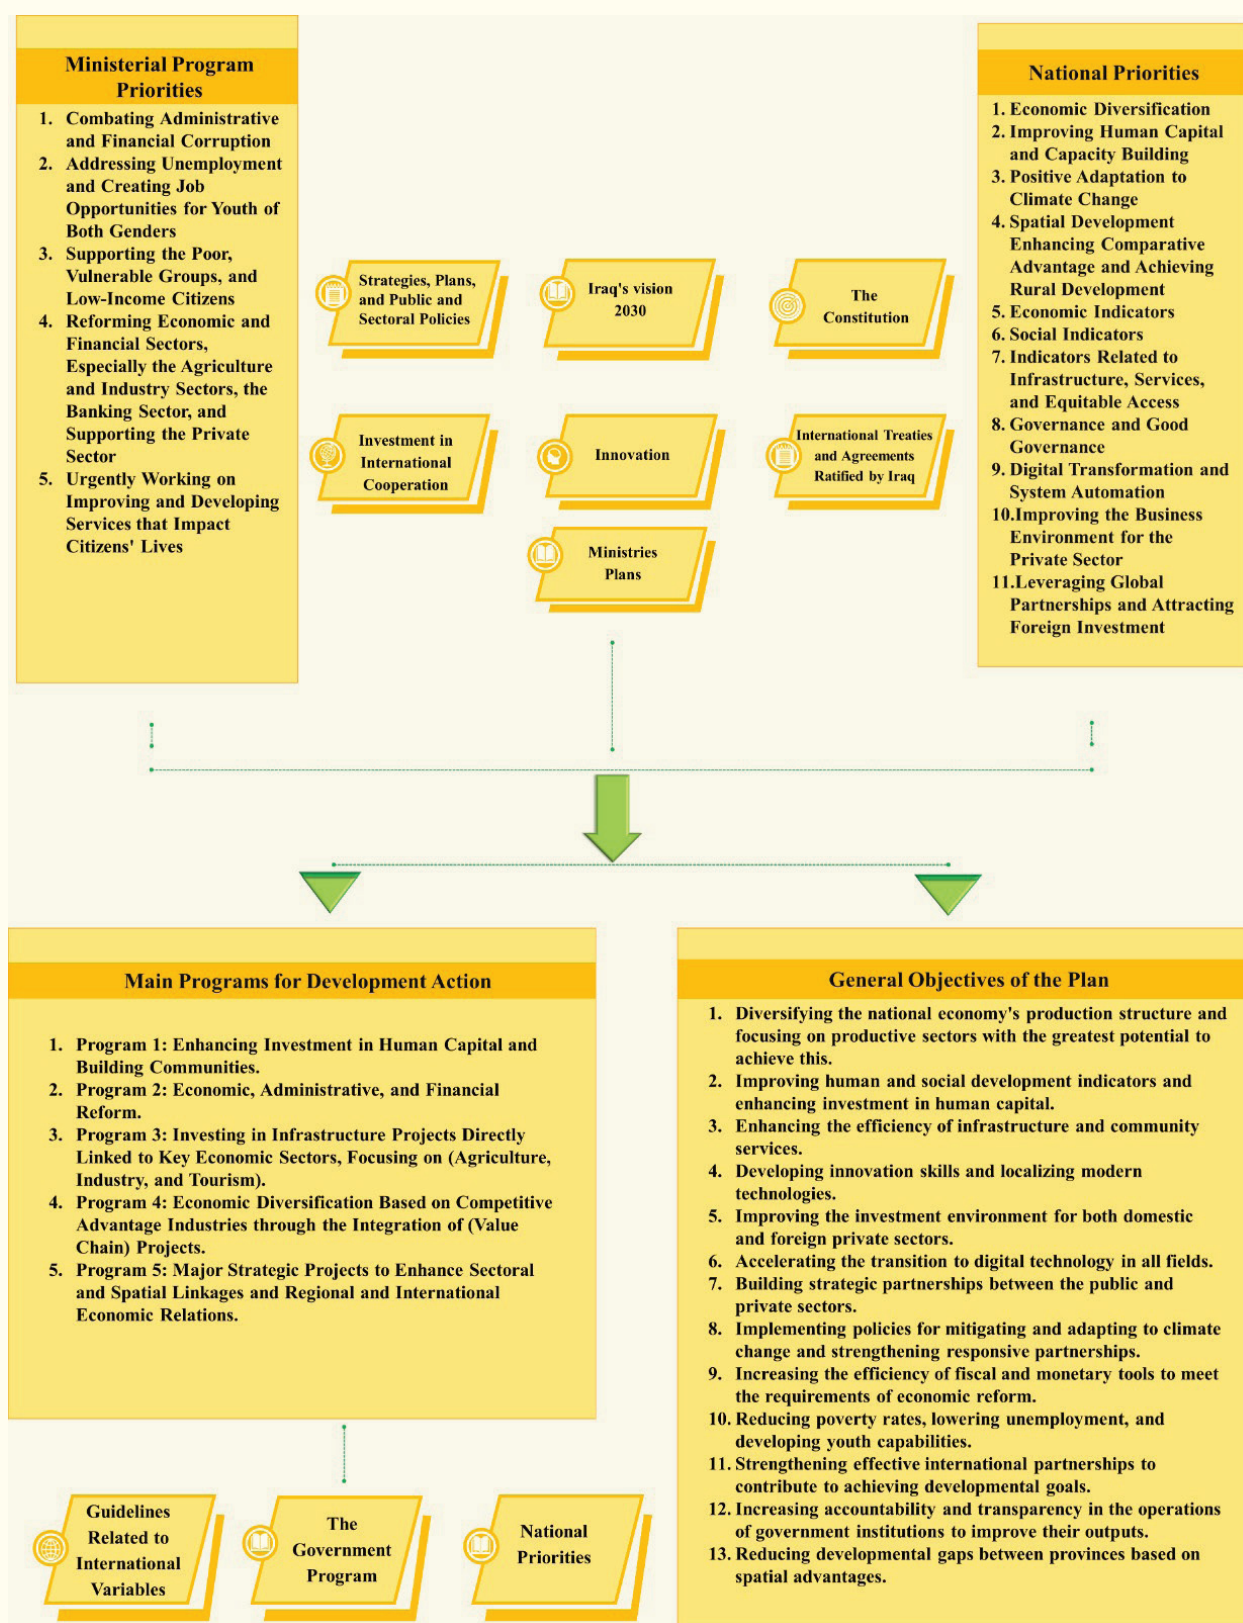 Ministerial Program
Priorities
1. Combating Administrative
and Financial Corruption
2. Addressing Unemployment
and Creating Job
Opportunities for Youth of
Both Genders
3. Supporting the Poor,
Vulnerable Groups, and
Low-Income Citizens
4. Reforming Economic and
Financial Sectors,
Especially the Agriculture
and Industry Sectors, the
Banking Sector, and
Supporting the Private
Sector
5. Urgently Working on
Improving and Developing
Services that Impact
Citizens' Lives
Strategies, Plans,
and Public and
Sectoral Policies
Iraq's vision
2030
The
Constitution
Investment in
International
Cooperation
Innovation
International Treaties
and Agreements
Ratified by Iraq
Ministries
Plans
National Priorities
1. Economic Diversification
2. Improving Human Capital
and Capacity Building
3. Positive Adaptation to
Climate Change
4. Spatial Development
Enhancing Comparative
Advantage and Achieving
Rural Development
5. Economic Indicators
6. Social Indicators
7. Indicators Related to
Infrastructure, Services,
and Equitable Access
8. Governance and Good
Governance
9. Digital Transformation and
System Automation
10.Improving the Business
Environment for the
Private Sector
11.Leveraging Global
Partnerships and Attracting
Foreign Investment
Main Programs for Development Action
1. Program 1: Enhancing Investment in Human Capital and
Building Communities.
2. Program 2: Economic, Administrative, and Financial
Reform.
3. Program 3: Investing in Infrastructure Projects Directly
Linked to Key Economic Sectors, Focusing on (Agriculture,
Industry, and Tourism).
4. Program 4: Economic Diversification Based on Competitive
Advantage Industries through the Integration of (Value
Chain) Projects.
5. Program 5: Major Strategic Projects to Enhance Sectoral
and Spatial Linkages and Regional and International
Economic Relations.
Guidelines
Related to
International
Variables
The
Government
Program
National
Priorities
General Objectives of the Plan
1. Diversifying the national economy's production structure and
focusing on productive sectors with the greatest potential to
achieve this.
2. Improving human and social development indicators and
enhancing investment in human capital.
3. Enhancing the efficiency of infrastructure and community
services.
4. Developing innovation skills and localizing modern
technologies.
5. Improving the investment environment for both domestic
and foreign private sectors.
6. Accelerating the transition to digital technology in all fields.
7. Building strategic partnerships between the public and
private sectors.
8. Implementing policies for mitigating and adapting to climate
change and strengthening responsive partnerships.
9. Increasing the efficiency of fiscal and monetary tools to meet
the requirements of economic reform.
10. Reducing poverty rates, lowering unemployment, and
developing youth capabilities.
11. Strengthening effective international partnerships to
contribute to achieving developmental goals.
12. Increasing accountability and transparency in the operations
of government institutions to improve their outputs.
13. Reducing developmental gaps between provinces based on
spatial advantages.